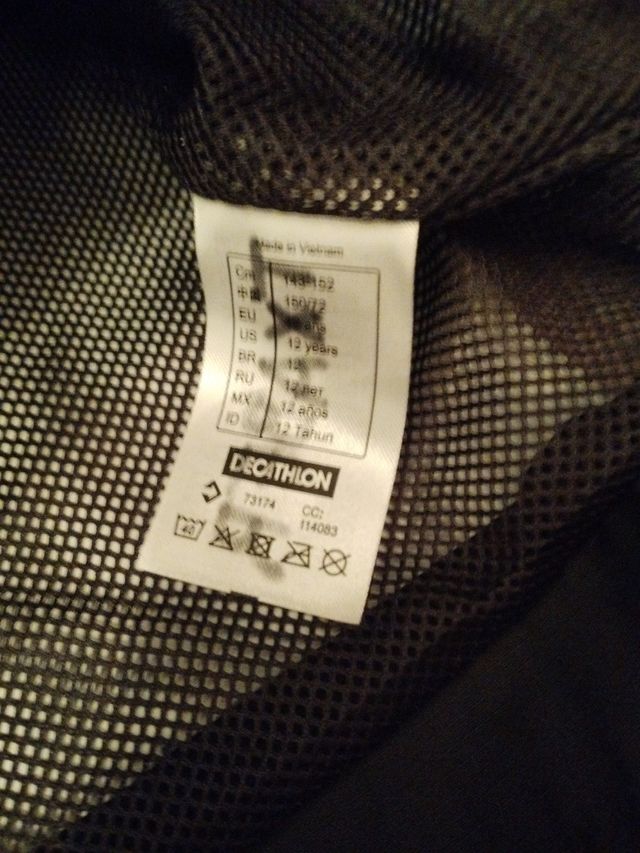 Made in Vietnam
Cm 143-152
中国 150/72
EU
US 12 years
BR 12
RU 12 лет
MX 12 años
ID 12 Tahun
DECATHLON
73174 CC:
114083
40